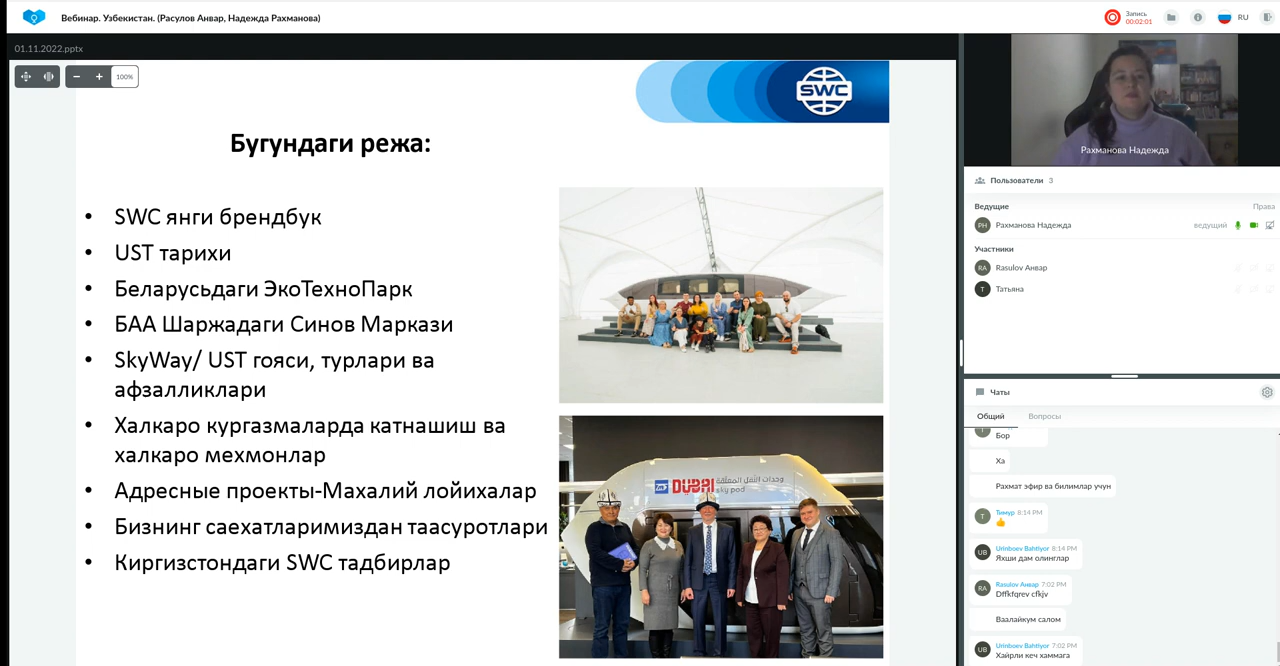 Вебинар. Узбекистан. (Расулов Анвар, Надежда Рахманова)
Запись
00:02:01
RU
01.11.2022.pptx
100%
SWC
Бугундаги режа:
• SWC янги брендбук
• UST тарихи
• Беларусьдаги ЭкоТехноПарк
• БАА Шаржадаги Синов Маркази
• SkyWay/ UST гояси, турлари ва
афзалликлари
• Халкаро кургазмаларда катнашиш ва
халкаро мехмонлар
• Адресные проекты-Махалий лойихалар
• Бизнинг саехатларимиздан таасуротлари
• Киргизстондаги SWC тадбирлар
وحدات النقل المعلقة
DUBAI
sky pod
Рахманова Надежда
Пользователи 3
Ведущие
Права
РН
Рахманова Надежда
ведущий
Участники
RA
Rasulov Анвар
Т
Татьяна
Чаты
Общий
Вопросы
Бор
Ха
Рахмат эфир ва билимлар учун
Т
Тимур 8:14 PM
👍
UB
Urinboev Bahtiyor 8:14 PM
Яхши дам олинглар
RA
Rasulov Анвар 7:02 PM
Dffkfqrev cfkjv
Ваалайкум салом
UB
Urinboev Bahtiyor 7:02 PM
Хайрли кеч хаммага